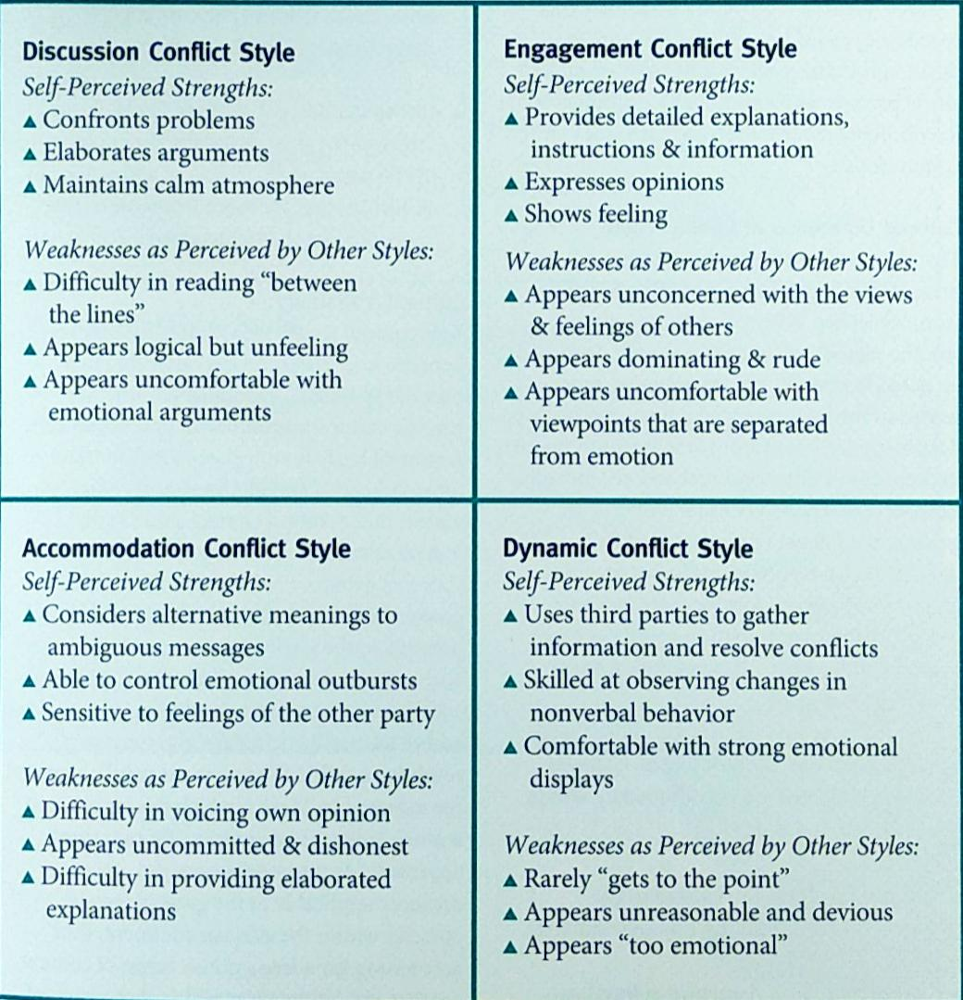 Discussion Conflict Style
Self-Perceived Strengths:
▲ Confronts problems
▲ Elaborates arguments
▲ Maintains calm atmosphere
Weaknesses as Perceived by Other Styles:
▲ Difficulty in reading “between
the lines”
▲ Appears logical but unfeeling
▲ Appears uncomfortable with
emotional arguments
Engagement Conflict Style
Self-Perceived Strengths:
▲ Provides detailed explanations,
instructions & information
▲ Expresses opinions
▲ Shows feeling
Weaknesses as Perceived by Other Styles:
▲ Appears unconcerned with the views
& feelings of others
▲ Appears dominating & rude
▲ Appears uncomfortable with
viewpoints that are separated
from emotion
Accommodation Conflict Style
Self-Perceived Strengths:
▲ Considers alternative meanings to
ambiguous messages
▲ Able to control emotional outbursts
▲ Sensitive to feelings of the other party
Weaknesses as Perceived by Other Styles:
▲ Difficulty in voicing own opinion
▲ Appears uncommitted & dishonest
▲ Difficulty in providing elaborated
explanations
Dynamic Conflict Style
Self-Perceived Strengths:
▲ Uses third parties to gather
information and resolve conflicts
▲ Skilled at observing changes in
nonverbal behavior
▲ Comfortable with strong emotional
displays
Weaknesses as Perceived by Other Styles:
▲ Rarely “gets to the point”
▲ Appears unreasonable and devious
▲ Appears “too emotional”